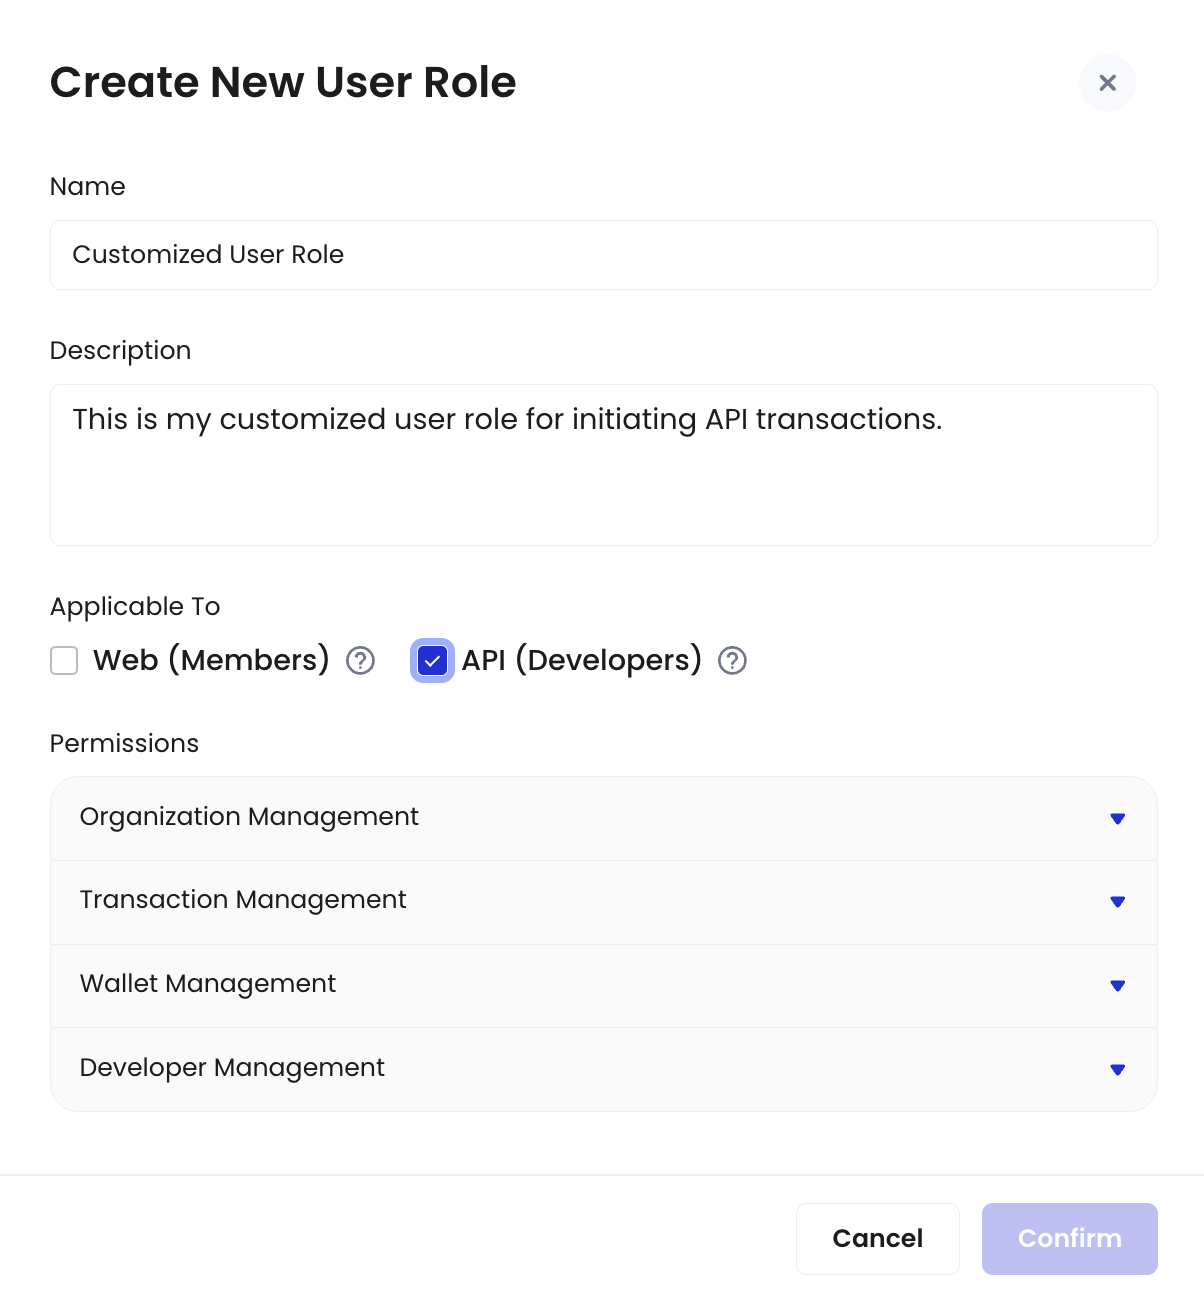 Create New User Role
Name
Customized User Role
Description
This is my customized user role for initiating API transactions.
Applicable To
Web (Members) ? API (Developers) ?
Permissions
Organization Management
Transaction Management
Wallet Management
Developer Management
Cancel Confirm